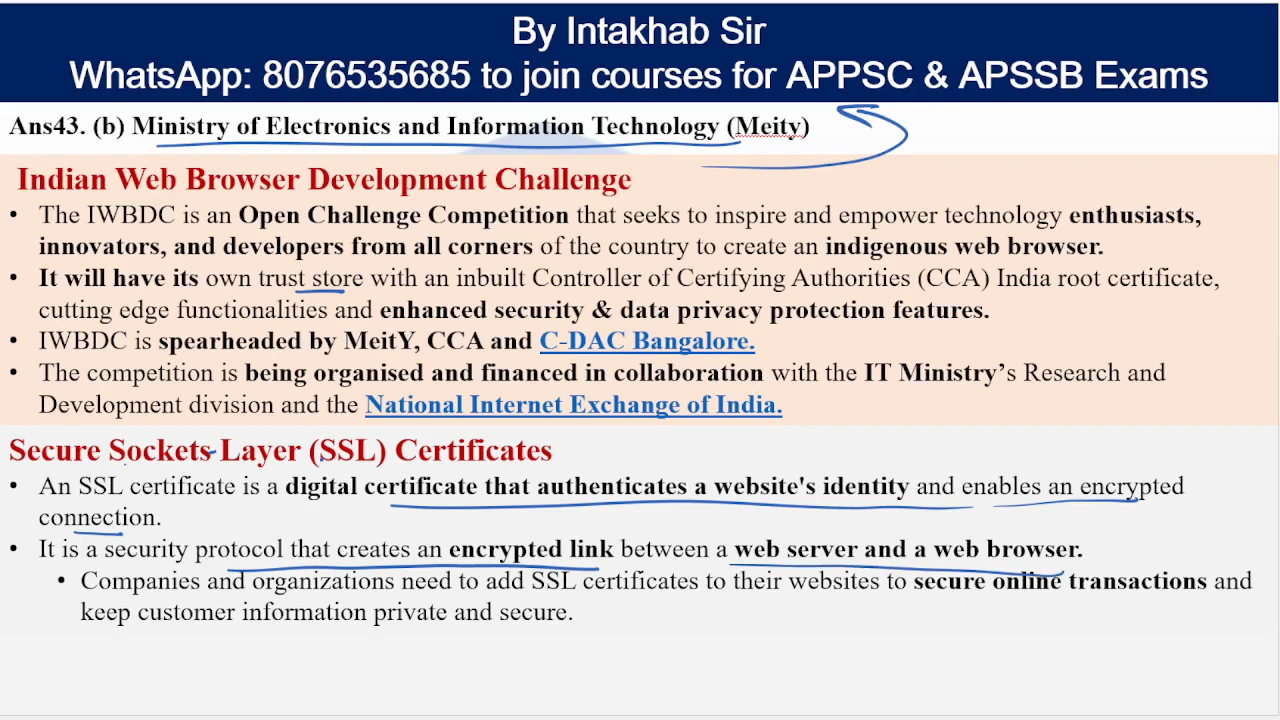 By Intakhab Sir
WhatsApp: 8076535685 to join courses for APPSC & APSSB Exams
Ans43. (b) Ministry of Electronics and Information Technology (Meity)
Indian Web Browser Development Challenge
• The IWBDC is an Open Challenge Competition that seeks to inspire and empower technology enthusiasts,
innovators, and developers from all corners of the country to create an indigenous web browser.
• It will have its own trust store with an inbuilt Controller of Certifying Authorities (CCA) India root certificate,
cutting edge functionalities and enhanced security & data privacy protection features.
• IWBDC is spearheaded by MeitY, CCA and C-DAC Bangalore.
• The competition is being organised and financed in collaboration with the IT Ministry’s Research and
Development division and the National Internet Exchange of India.
Secure Sockets Layer (SSL) Certificates
• An SSL certificate is a digital certificate that authenticates a website's identity and enables an encrypted
connection.
• It is a security protocol that creates an encrypted link between a web server and a web browser.
• Companies and organizations need to add SSL certificates to their websites to secure online transactions and
keep customer information private and secure.